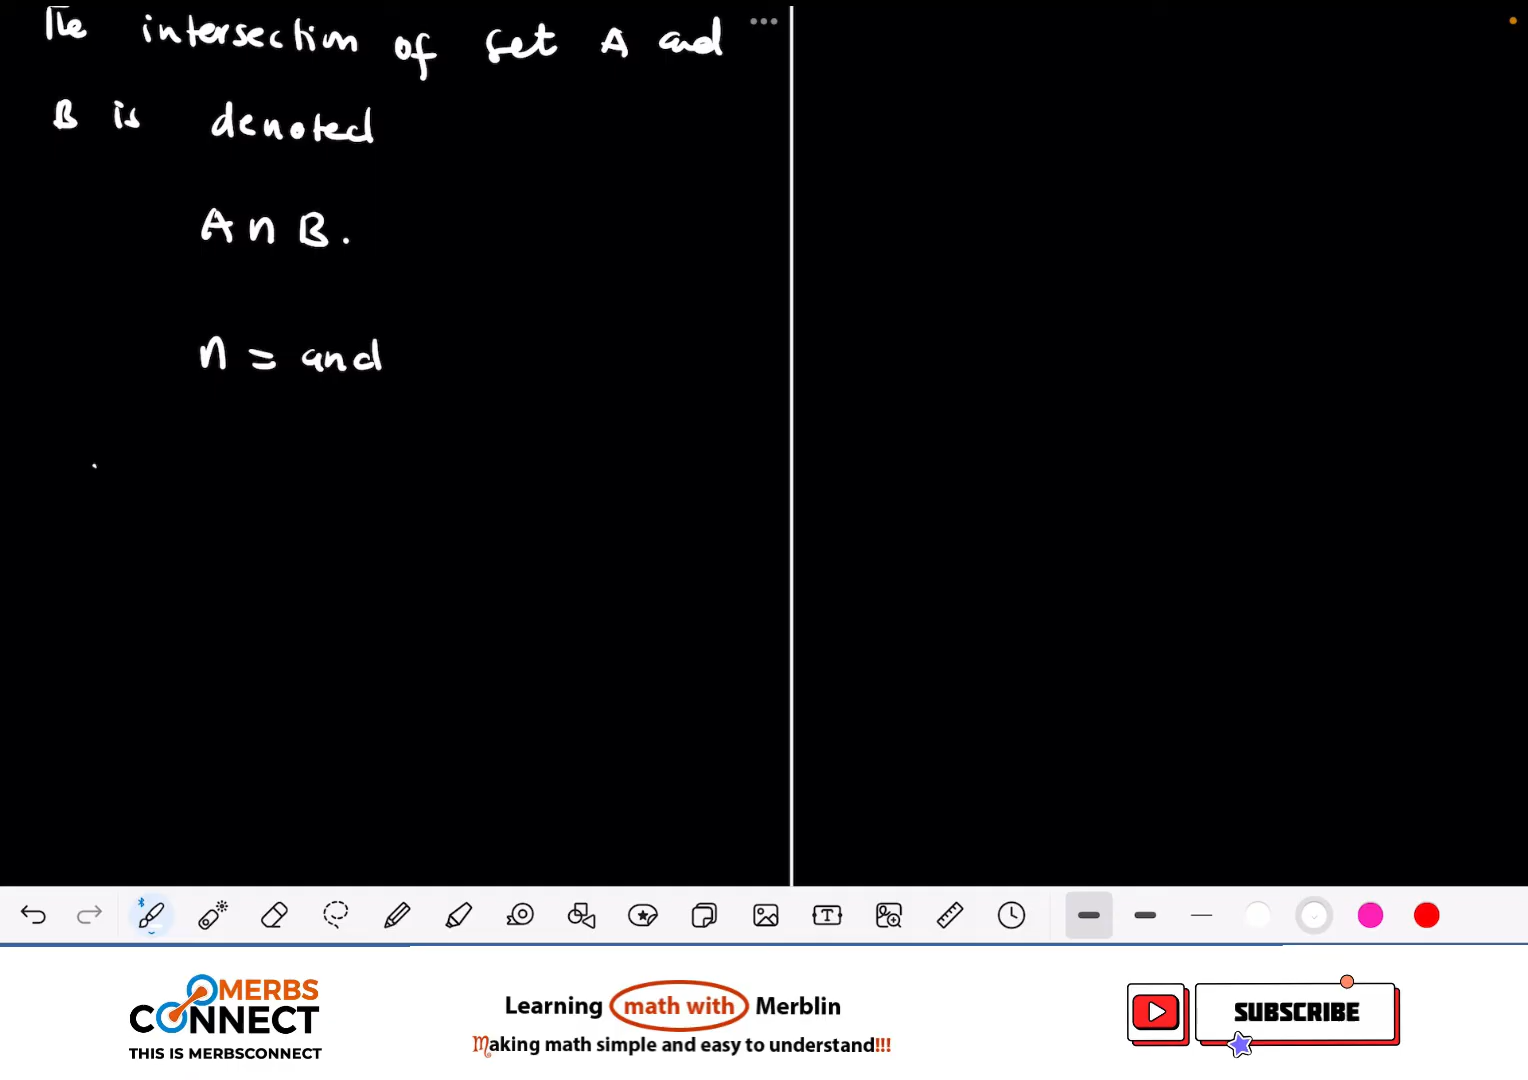 The intersection of set A and
B is denoted
A ∩ B.
∩ = and
MERBS
CONNECT
THIS IS MERBSCONNECT
Learning math with Merblin
Making math simple and easy to understand!!!
SUBSCRIBE